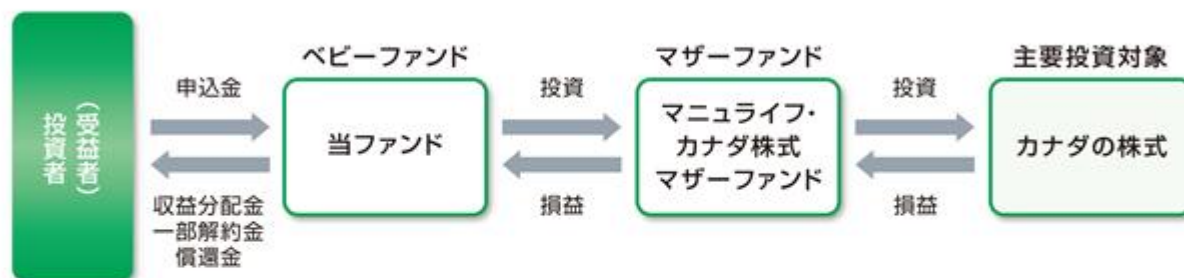 投資者
(受益者)
申込金
収益分配金
一部解約金
償還金
ベビーファンド
当ファンド
投資
損益
マザーファンド
マニュライフ・
カナダ株式
マザーファンド
投資
損益
主要投資対象
カナダの株式